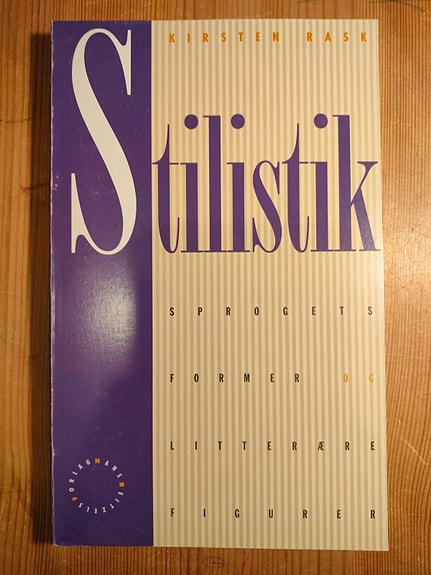 KIRSTEN RASK
Stilistik
SPROGETS
FORMER OG
LITTERÆRE
FIGURER
HANS REITZELS FORLAG